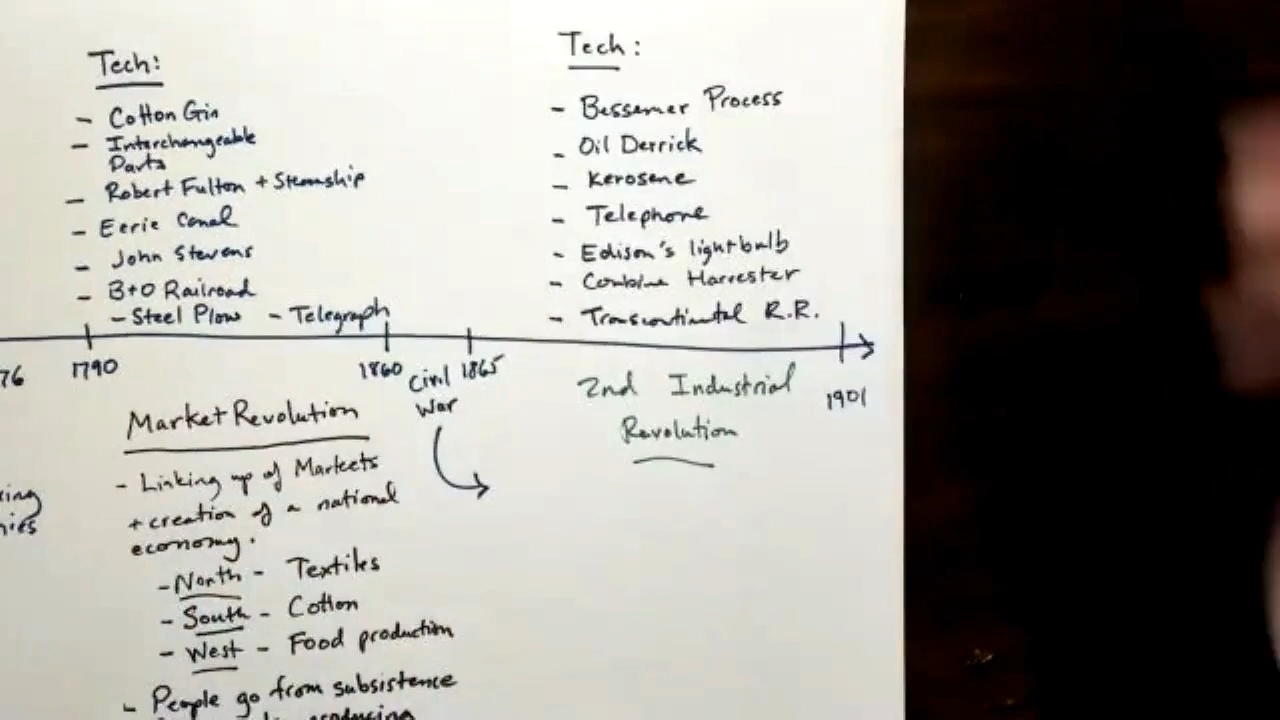 Tech:
- Cotton Gin
- Interchangeable
Parts
- Robert Fulton + Steamship
- Eerie Canal
- John Stevens
- B+O Railroad
- Steel Plow - Telegraph
Tech:
- Bessemer Process
- Oil Derrick
- Kerosene
- Telephone
- Edison's lightbulb
- Combine Harvester
- Transcontinental R.R.
76
1790
1860
Civil
War
1865
1901
Market Revolution
- Linking up of Markets
+ creation of a national
economy.
- North - Textiles
- South - Cotton
- West - Food production
- People go from subsistence
producing
2nd Industrial
Revolution